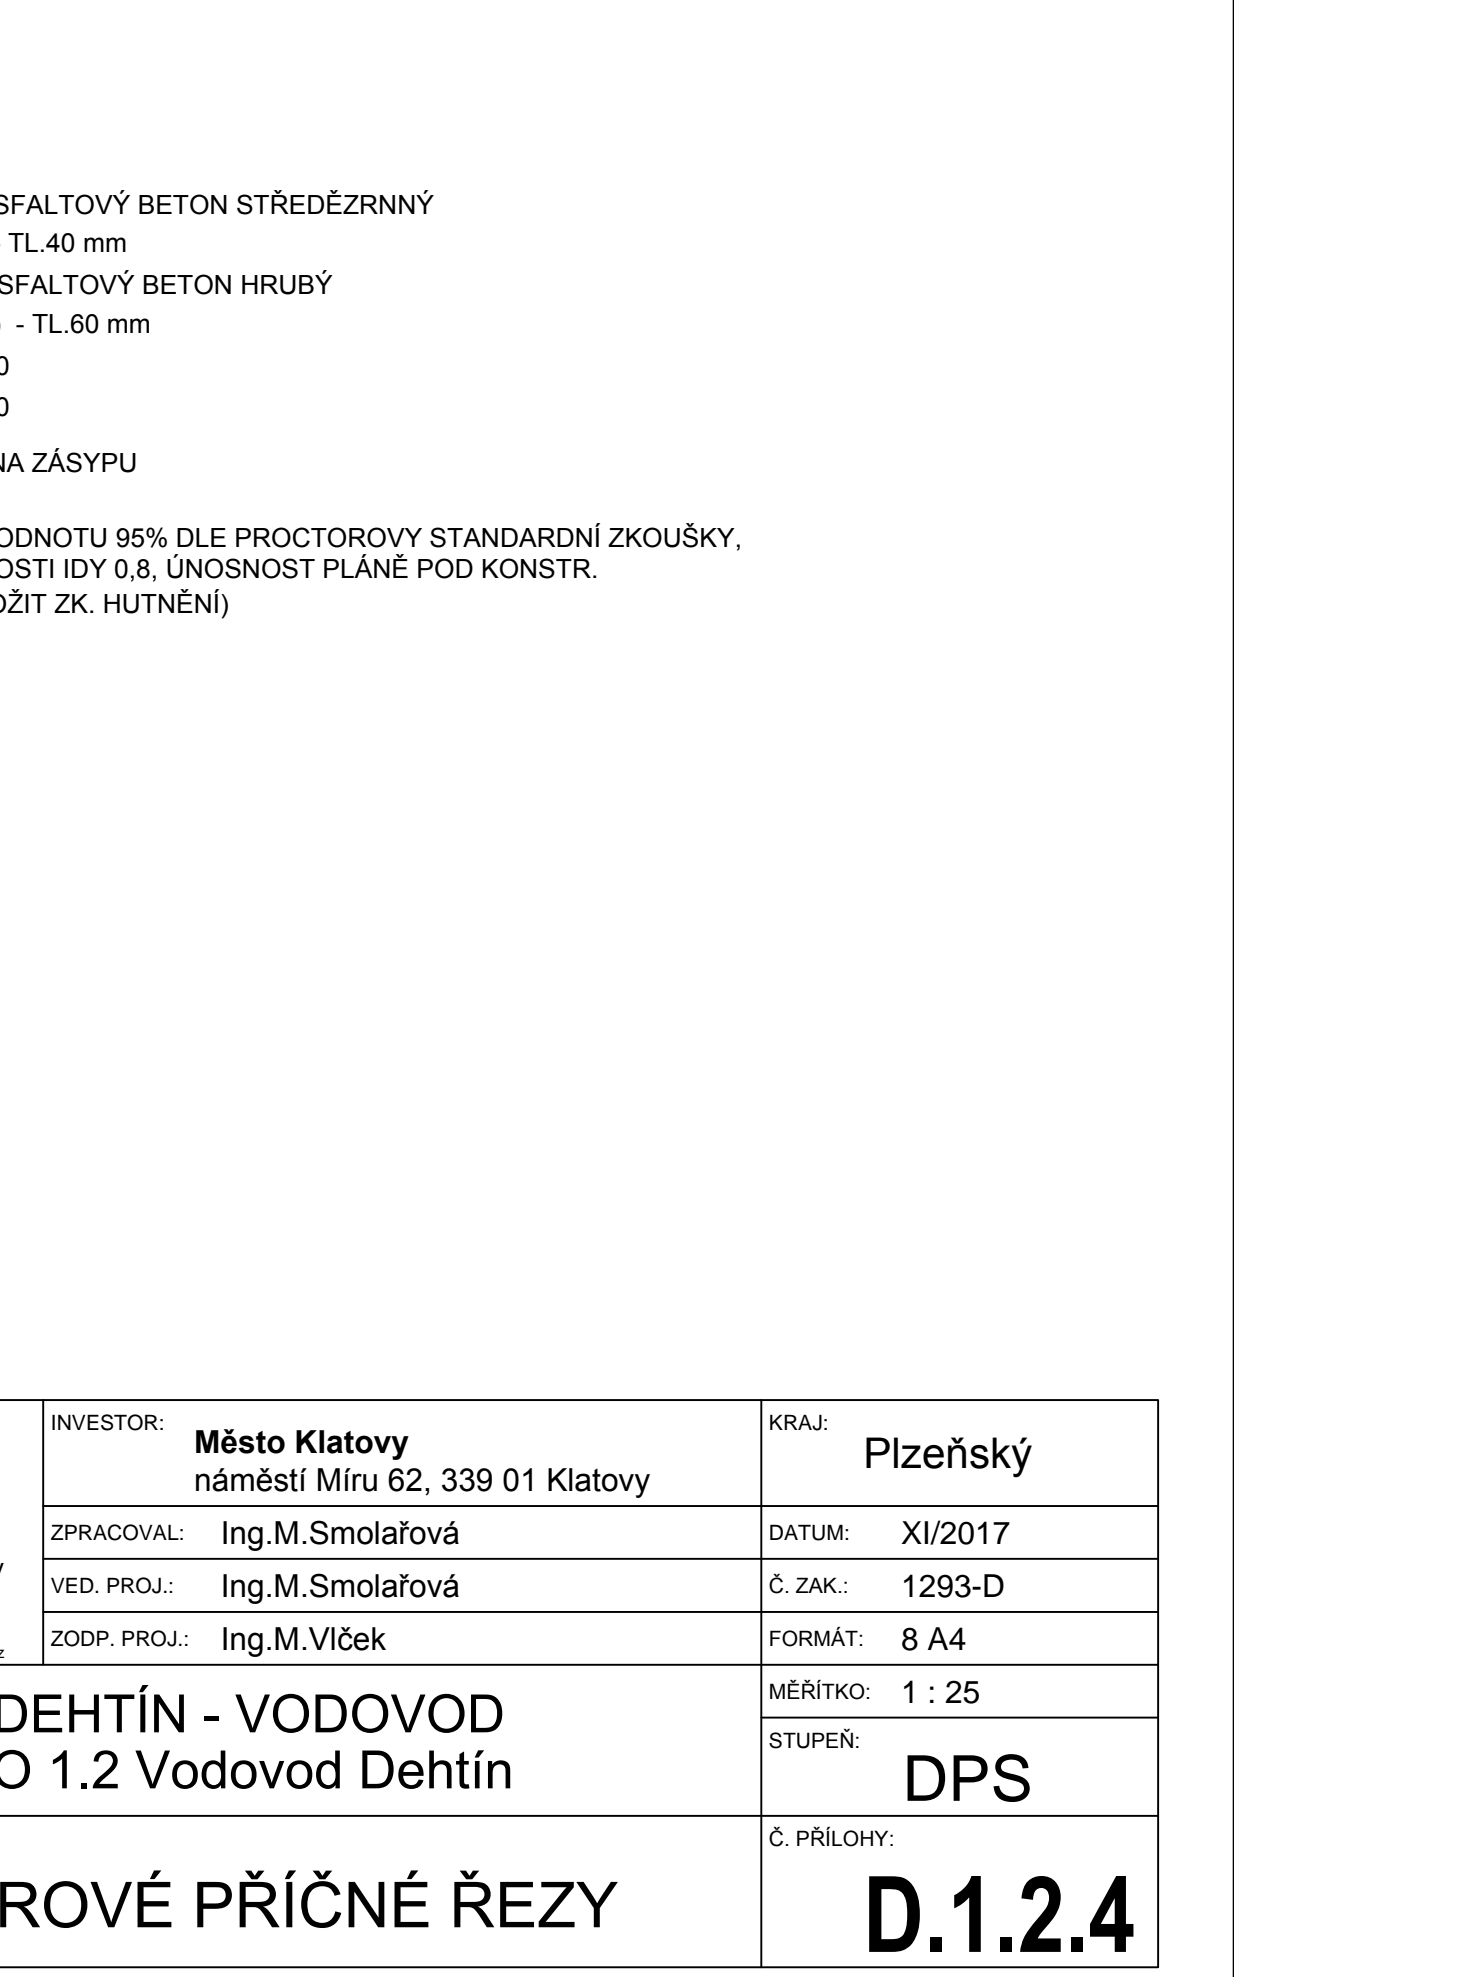 SFALTOVÝ BETON STŘEDĚZRNNÝ
- TL.40 mm
SFALTOVÝ BETON HRUBÝ
- TL.60 mm
0
0
NA ZÁSYPU
ODNOTU 95% DLE PROCTOROVY STANDARDNÍ ZKOUŠKY,
OSTI IDY 0,8, ÚNOSNOST PLÁNĚ POD KONSTR.
OŽIT ZK. HUTNĚNÍ)
INVESTOR:
Město Klatovy
náměstí Míru 62, 339 01 Klatovy
KRAJ:
Plzeňský
ZPRACOVAL: Ing.M.Smolařová
DATUM: XI/2017
VED. PROJ.: Ing.M.Smolařová
Č. ZAK.: 1293-D
ZODP. PROJ.: Ing.M.Vlček
FORMÁT: 8 A4
DEHTÍN - VODOVOD
O 1.2 Vodovod Dehtín
MĚŘÍTKO: 1 : 25
STUPEŇ:
DPS
ROVÉ PŘÍČNÉ ŘEZY
Č. PŘÍLOHY:
D.1.2.4